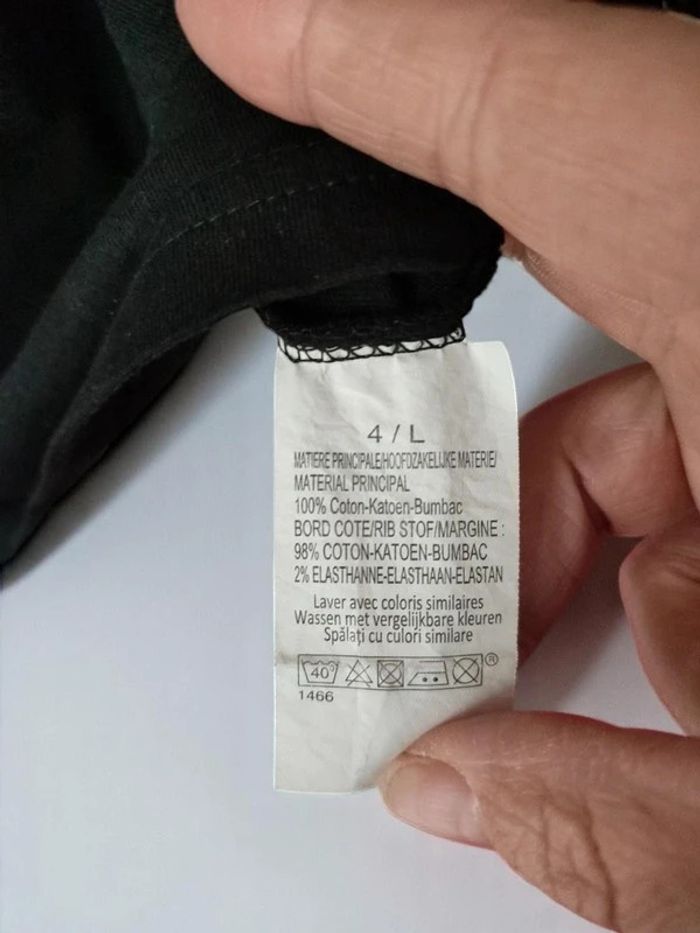 4 / L
MATIERE PRINCIPALE/HOOFDZAKELIJKE MATERIE/
MATERIAL PRINCIPAL
100% Coton-Katoen-Bumbac
BORD COTE/RIB STOF/MARGINE :
98% COTON-KATOEN-BUMBAC
2% ELASTHANNE-ELASTHAAN-ELASTAN
Laver avec coloris similaires
Wassen met vergelijkbare kleuren
Spălați cu culori similare
40° ®
1466